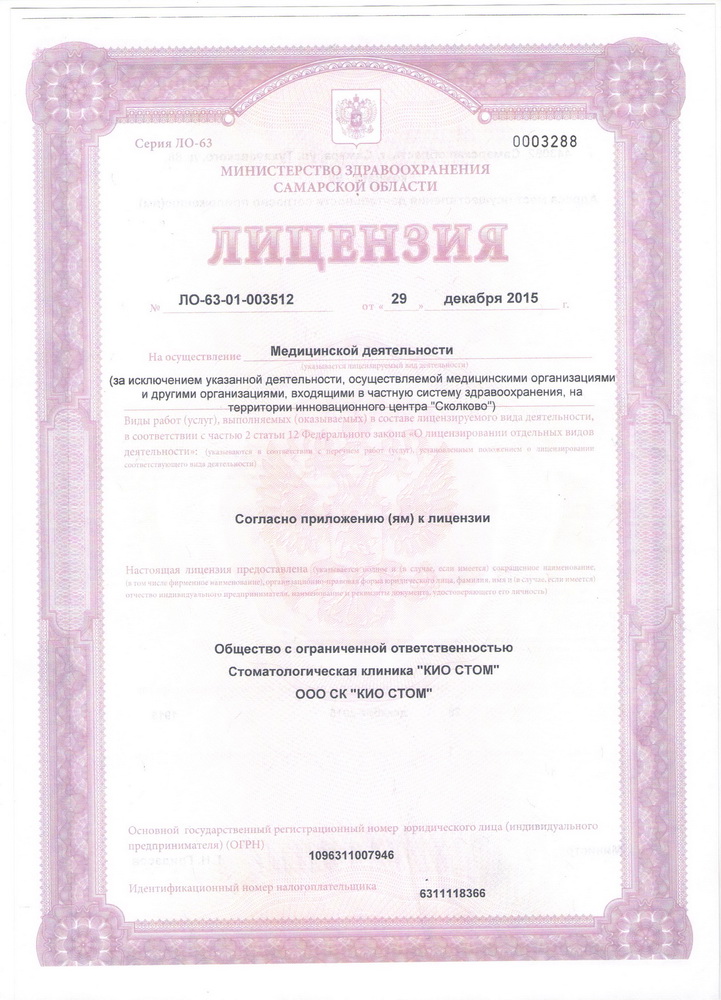 Серия ЛО-63
0003288
МИНИСТЕРСТВО ЗДРАВООХРАНЕНИЯ
САМАРСКОЙ ОБЛАСТИ
ЛИЦЕНЗИЯ
№ ЛО-63-01-003512 от « 29 » декабря 2015 г.
На осуществление Медицинской деятельности
(указывается лицензируемый вид деятельности)
(за исключением указанной деятельности, осуществляемой медицинскими организациями
и другими организациями, входящими в частную систему здравоохранения, на
территории инновационного центра "Сколково")
Виды работ (услуг), выполняемых (оказываемых) в составе лицензируемого вида деятельности,
в соответствии с частью 2 статьи 12 Федерального закона «О лицензировании отдельных видов
деятельности»: (указываются в соответствии с перечнем работ (услуг), установленным положением о лицензировании
соответствующего вида деятельности)
Согласно приложению (ям) к лицензии
Настоящая лицензия предоставлена (указывается полное и (в случае, если имеется) сокращенное наименование,
(в том числе фирменное наименование), организационно-правовая форма юридического лица, фамилия, имя и (в случае, если имеется)
отчество индивидуального предпринимателя, наименование и реквизиты документа, удостоверяющего его личность)
Общество с ограниченной ответственностью
Стоматологическая клиника "КИО СТОМ"
ООО СК "КИО СТОМ"
Основной государственный регистрационный номер юридического лица (индивидуального
предпринимателя) (ОГРН) 1096311007946
Идентификационный номер налогоплательщика 6311118366